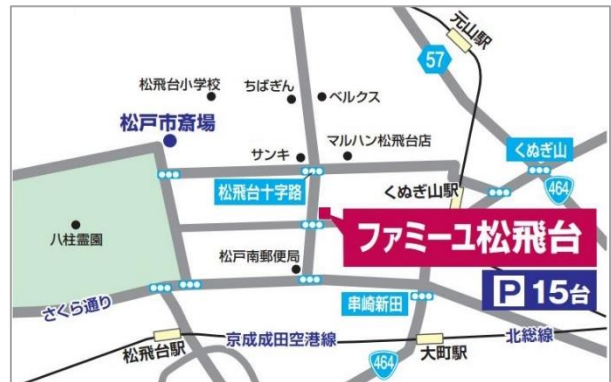 元山駅
57
松飛台小学校
ちばぎん
ベルクス
松戸市斎場
サンキ
マルハン松飛台店
くぬぎ山
松飛台十字路
くぬぎ山駅
464
八柱霊園
ファミーユ松飛台
松戸南郵便局
P 15台
さくら通り
串崎新田
松飛台駅
京成成田空港線
北総線
大町駅
464